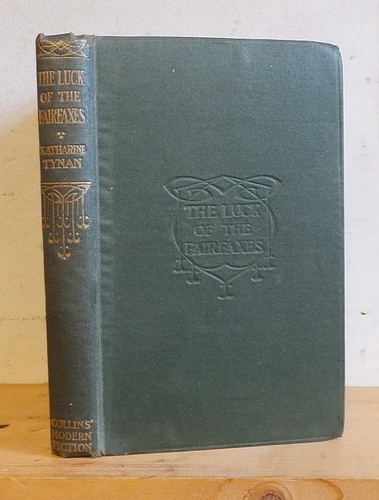 THE LUCK
OF THE
FAIRFAXES
KATHARINE
TYNAN
COLLINS'
MODERN
FICTION
THE LUCK
OF THE
FAIRFAXES